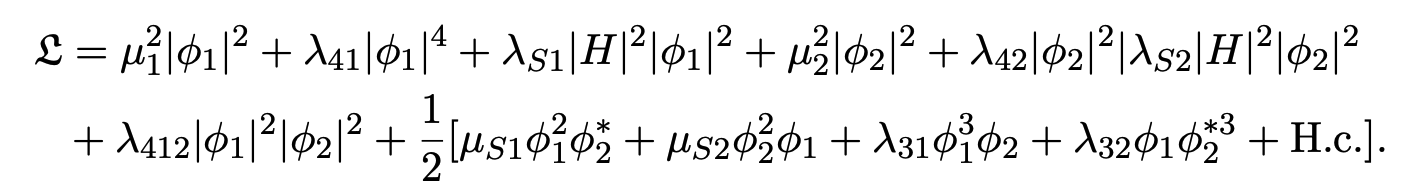 𝔏 = μ₁²|ϕ₁|² + λ₄₁|ϕ₁|⁴ + λ_{S1}|H|²|ϕ₁|² + μ₂²|ϕ₂|² + λ₄₂|ϕ₂|²|λ_{S2}|H|²|ϕ₂|²
+ λ₄₁₂|ϕ₁|²|ϕ₂|² + \frac{1}{2}[μ_{S1}ϕ₁²ϕ₂^* + μ_{S2}ϕ₂²ϕ₁ + λ₃₁ϕ₁³ϕ₂ + λ₃₂ϕ₁ϕ₂^{*3} + H.c.].